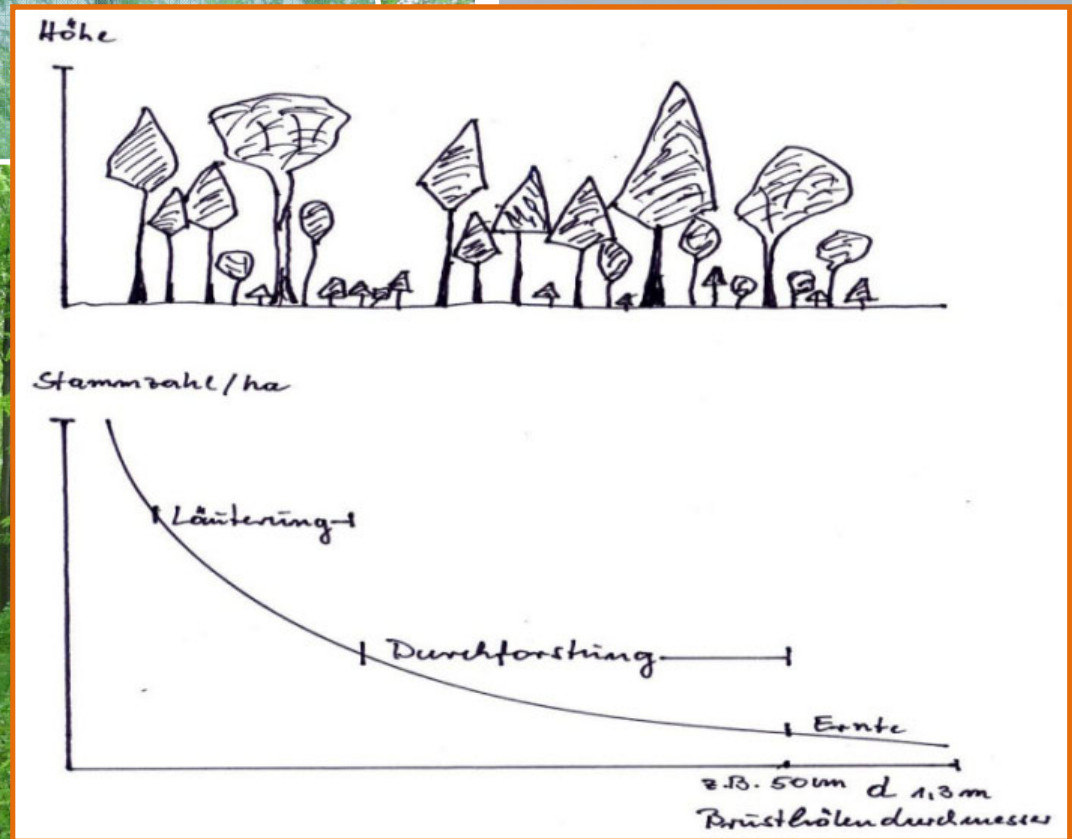 Höhe
Stammzahl/ha
Läuterung
Durchforstung
Ernte
z.B. 50cm d 1,3m
Brusthöhendurchmesser